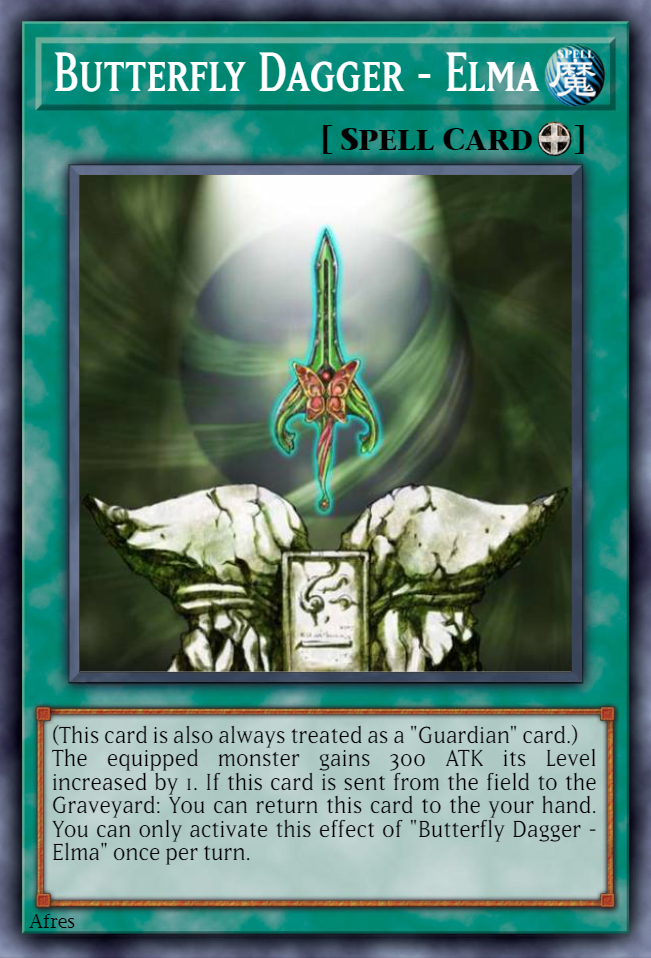 BUTTERFLY DAGGER - ELMA
SPELL
魔
[ SPELL CARD ]
(This card is also always treated as a "Guardian" card.)
The equipped monster gains 300 ATK its Level
increased by 1. If this card is sent from the field to the
Graveyard: You can return this card to the your hand.
You can only activate this effect of "Butterfly Dagger -
Elma" once per turn.
Afres